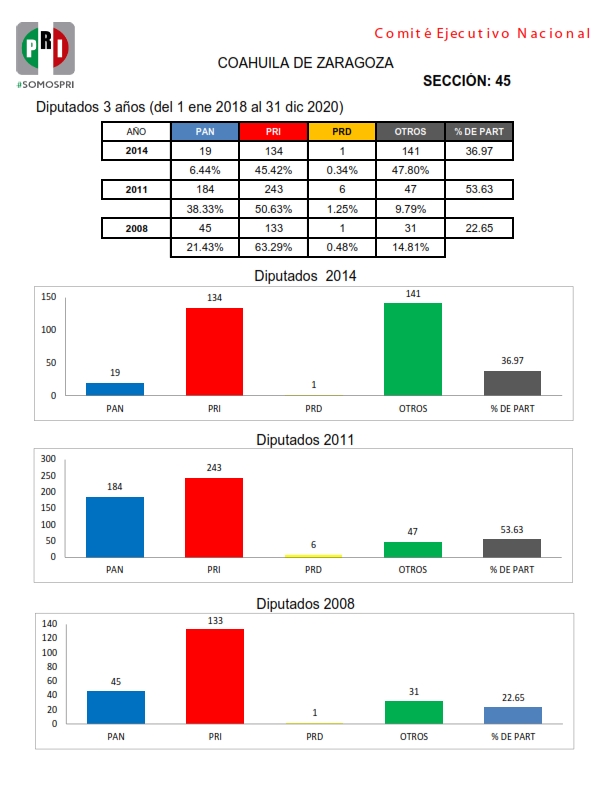 Comité Ejecutivo Nacional
PRI
#SOMOSPRI
COAHUILA DE ZARAGOZA
SECCIÓN: 45
Diputados 3 años (del 1 ene 2018 al 31 dic 2020)
AÑO PAN PRI PRD OTROS % DE PART
2014 19 134 1 141 36.97
6.44% 45.42% 0.34% 47.80%
2011 184 243 6 47 53.63
38.33% 50.63% 1.25% 9.79%
2008 45 133 1 31 22.65
21.43% 63.29% 0.48% 14.81%
Diputados 2014
150
100
50
0
19 134 1 141 36.97
PAN PRI PRD OTROS % DE PART
Diputados 2011
300
250
200
150
100
50
0
184 243 6 47 53.63
PAN PRI PRD OTROS % DE PART
Diputados 2008
140
120
100
80
60
40
20
0
45 133 1 31 22.65
PAN PRI PRD OTROS % DE PART